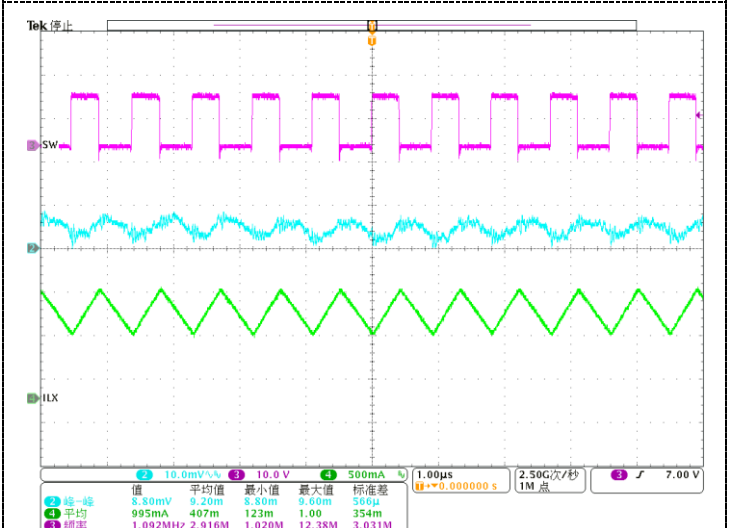 Tek 停止
T
T
3 SW
2
4 ILX
2 10.0mV 3 10.0 V 4 500mA 1.00µs 2.50G次/秒 3 7.00 V
T→▼0.000000 s 1M 点
值 平均值 最小值 最大值 标准差
2 峰-峰 8.80mV 9.20m 8.80m 9.60m 566µ
4 平均 995mA 407m 123m 1.00 354m
3 频率 1.092MHz 2.916M 1.020M 12.38M 3.031M